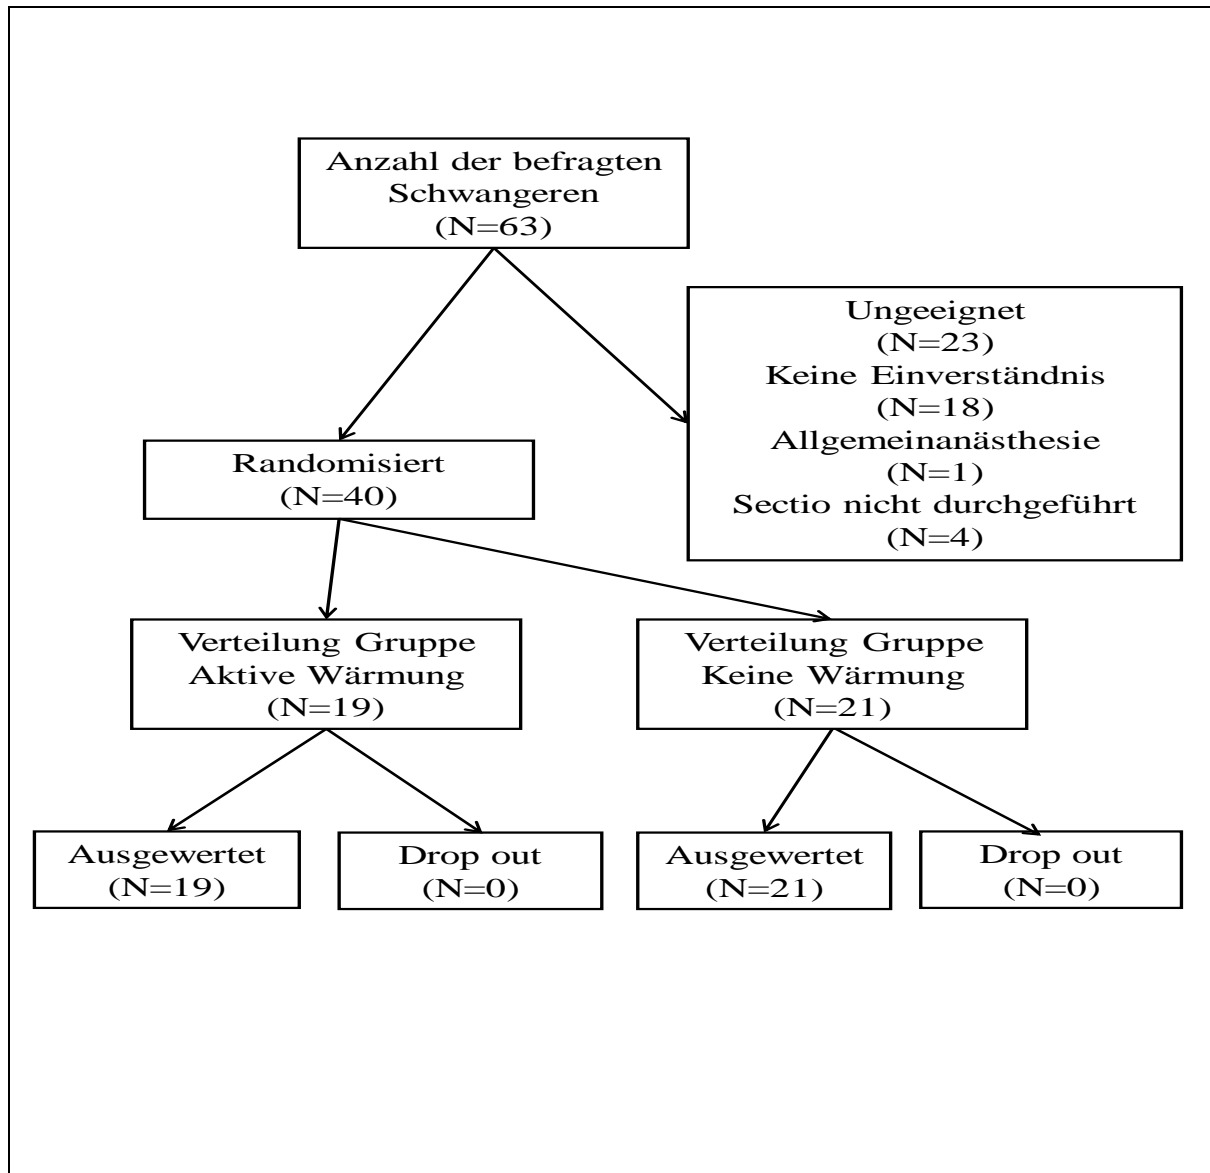 Anzahl der befragten
Schwangeren
(N=63)
Ungeeignet
(N=23)
Keine Einverständnis
(N=18)
Allgemeinanästhesie
(N=1)
Sectio nicht durchgeführt
(N=4)
Randomisiert
(N=40)
Verteilung Gruppe
Aktive Wärmung
(N=19)
Verteilung Gruppe
Keine Wärmung
(N=21)
Ausgewertet
(N=19)
Drop out
(N=0)
Ausgewertet
(N=21)
Drop out
(N=0)